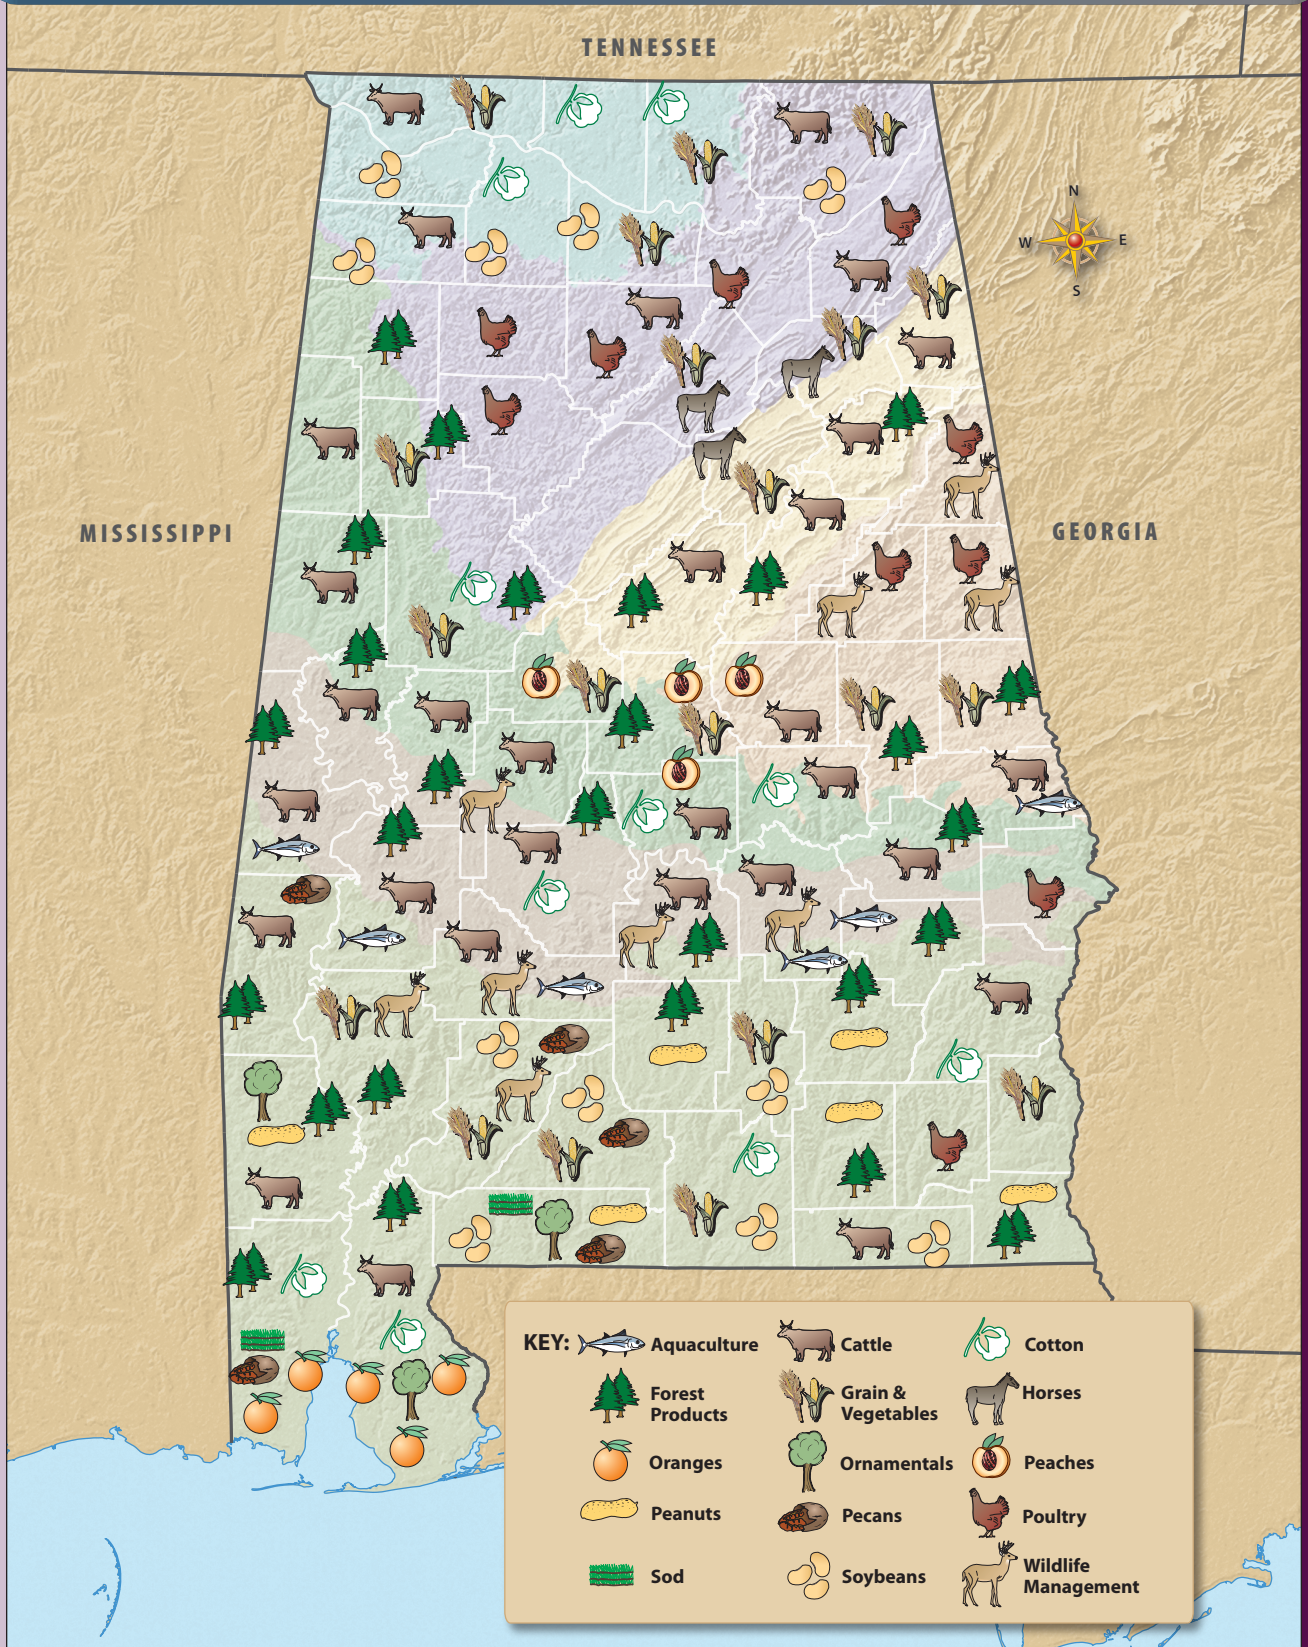 TENNESSEE
N
W
E
S
MISSISSIPPI
GEORGIA
KEY:
Aquaculture
Cattle
Cotton
Forest
Products
Grain &
Vegetables
Horses
Oranges
Ornamentals
Peaches
Peanuts
Pecans
Poultry
Sod
Soybeans
Wildlife
Management